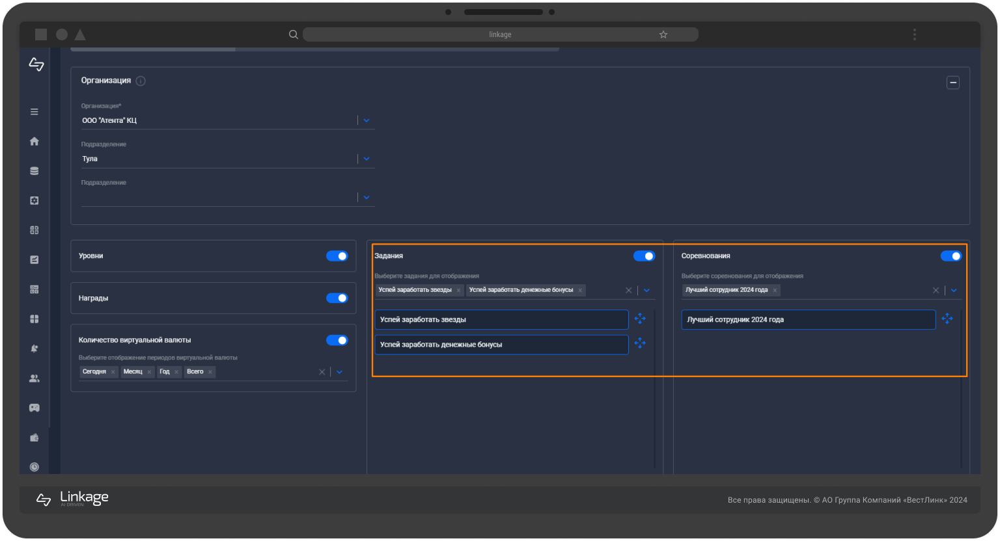 linkage
Организация
Организация*
ООО "Атента" КЦ
Подразделение
Тула
Подразделение
Уровни
Награды
Количество виртуальной валюты
Выберите отображение периодов виртуальной валюты
Сегодня × Месяц × Год × Всего ×
Задания
Выберите задания для отображения
Успей заработать звезды × Успей заработать денежные бонусы ×
Успей заработать звезды
Успей заработать денежные бонусы
Соревнования
Выберите соревнования для отображения
Лучший сотрудник 2024 года ×
Лучший сотрудник 2024 года
Linkage
AI DRIVEN
Все права защищены. © АО Группа Компаний «ВестЛинк» 2024